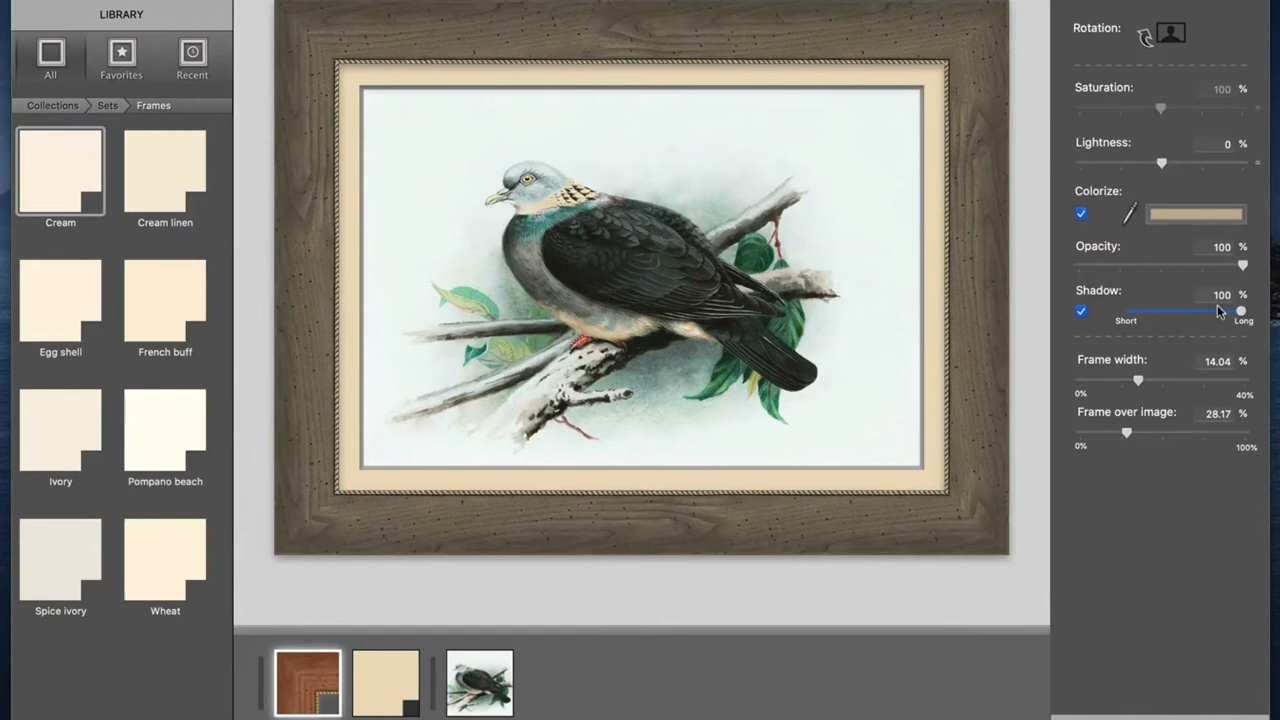 LIBRARY
All
Favorites
Recent
Collections
Sets
Frames
Cream
Cream linen
Egg shell
French buff
Ivory
Pompano beach
Spice ivory
Wheat
Rotation:
Saturation: 100 %
Lightness: 0 %
Colorize:
Opacity: 100 %
Shadow: 100 %
Short Long
Frame width: 14.04 %
0% 40%
Frame over image: 28.17 %
0% 100%